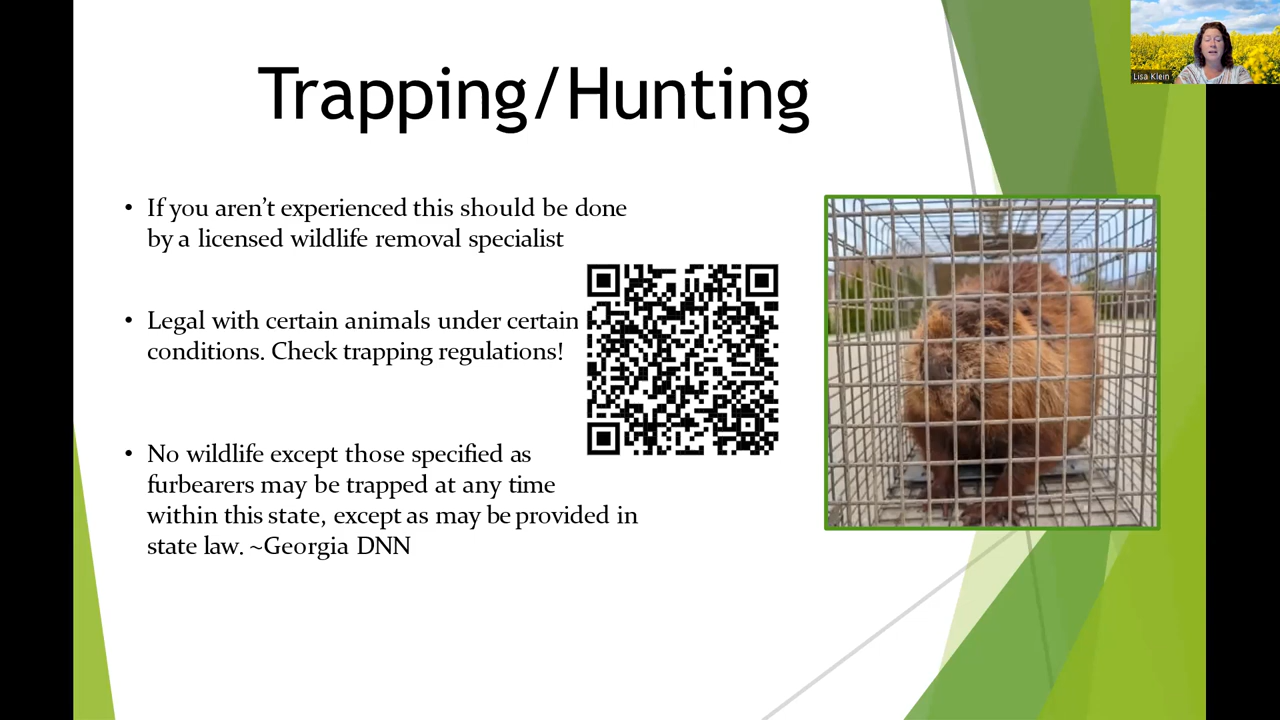 Trapping/Hunting
Lisa Klein
• If you aren't experienced this should be done
by a licensed wildlife removal specialist
• Legal with certain animals under certain
conditions. Check trapping regulations!
• No wildlife except those specified as
furbearers may be trapped at any time
within this state, except as may be provided in
state law. ~Georgia DNN